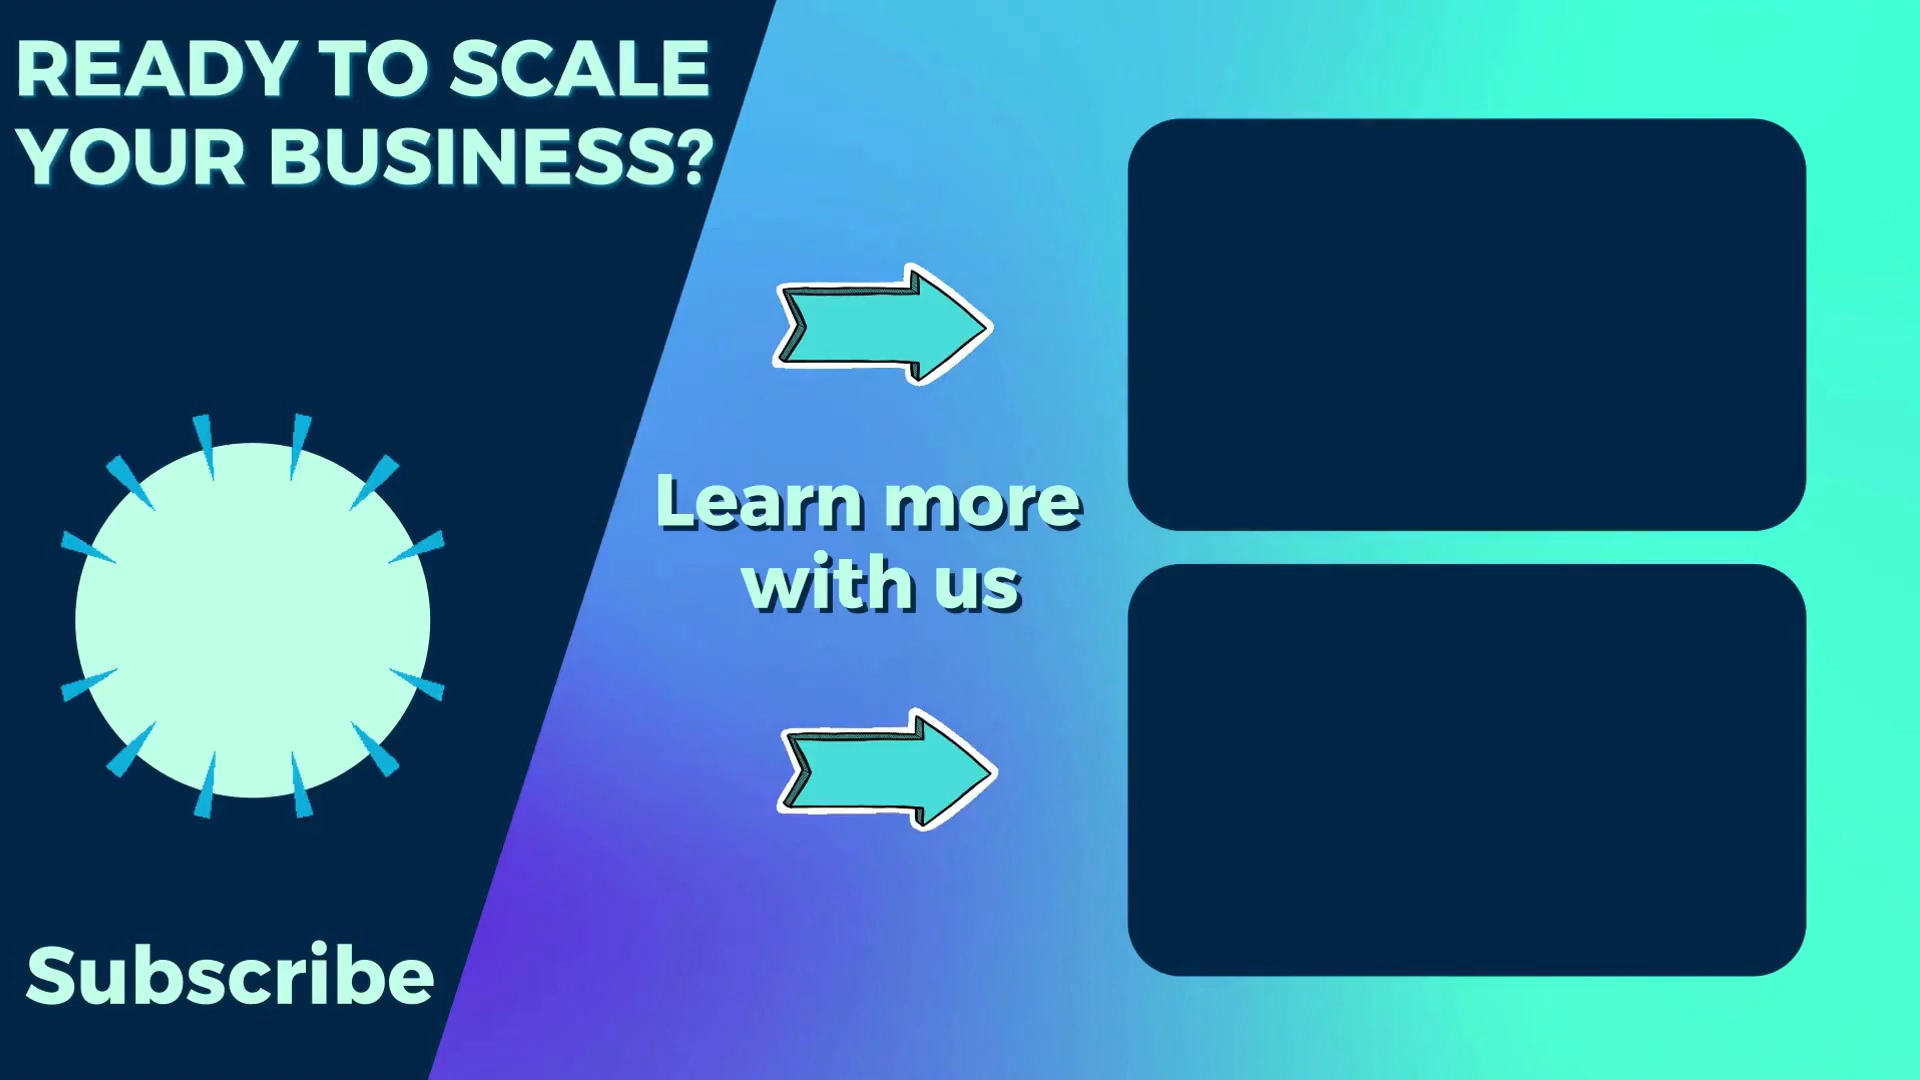 READY TO SCALE
YOUR BUSINESS?
Learn more
with us
Subscribe